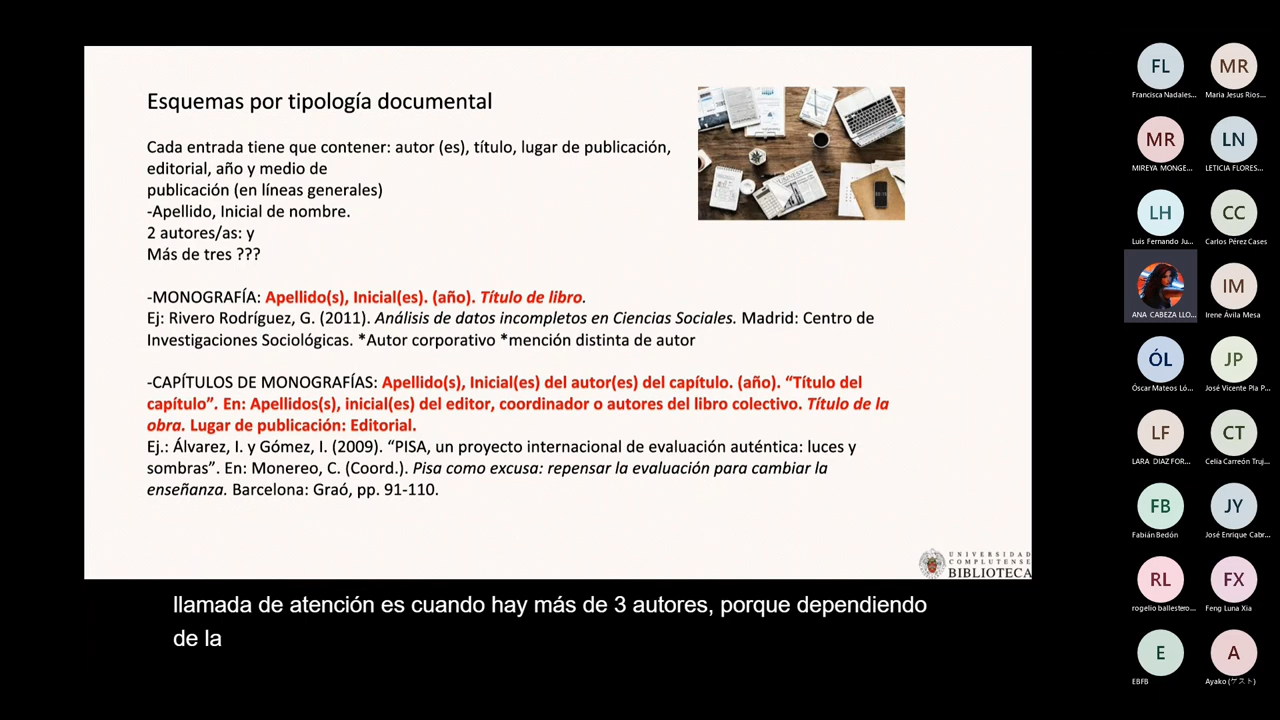 Esquemas por tipología documental
Cada entrada tiene que contener: autor (es), título, lugar de publicación,
editorial, año y medio de
publicación (en líneas generales)
-Apellido, Inicial de nombre.
2 autores/as: y
Más de tres ???
-MONOGRAFÍA: Apellido(s), Inicial(es). (año). Título de libro.
Ej: Rivero Rodríguez, G. (2011). Análisis de datos incompletos en Ciencias Sociales. Madrid: Centro de
Investigaciones Sociológicas. *Autor corporativo *mención distinta de autor
-CAPÍTULOS DE MONOGRAFÍAS: Apellido(s), Inicial(es) del autor(es) del capítulo. (año). “Título del
capítulo”. En: Apellidos(s), inicial(es) del editor, coordinador o autores del libro colectivo. Título de la
obra. Lugar de publicación: Editorial.
Ej.: Álvarez, I. y Gómez, I. (2009). “PISA, un proyecto internacional de evaluación auténtica: luces y
sombras”. En: Monereo, C. (Coord.). Pisa como excusa: repensar la evaluación para cambiar la
enseñanza. Barcelona: Graó, pp. 91-110.
BUSINESS
UNIVERSIDAD
COMPLUTENSE
BIBLIOTECA
llamada de atención es cuando hay más de 3 autores, porque dependiendo
de la
FL MR
Francisca Nadales... Maria Jesus Ríos...
MR LN
MIREYA MONGE... LETICIA FLORES...
LH CC
Luis Fernando Ju... Carlos Pérez Cases
IM
ANA CABEZA LLO... Irene Ávila Mesa
ÓL JP
Óscar Mateos Ló... José Vicente Pla P...
LF CT
LARA DIAZ FOR... Celia Carreón Truj...
FB JY
Fabián Bedón José Enrique Cabr...
RL FX
rogelio ballestero... Feng Luna Xia
E A
EBFB Ayako (ゲスト)